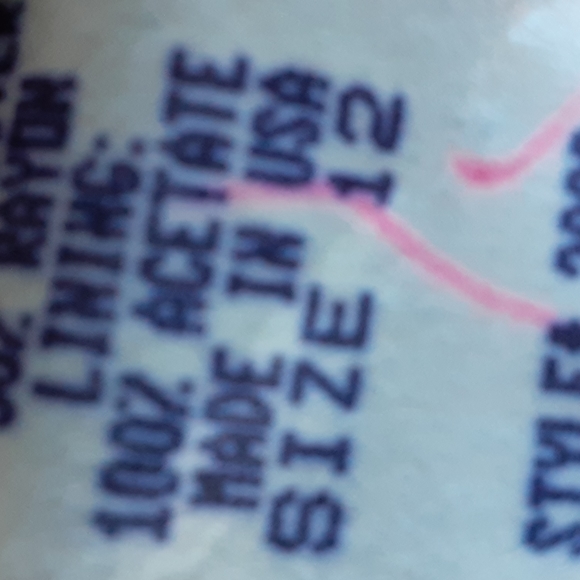 RAYON
LINING:
100% ACETATE
MADE IN USA
SIZE 12